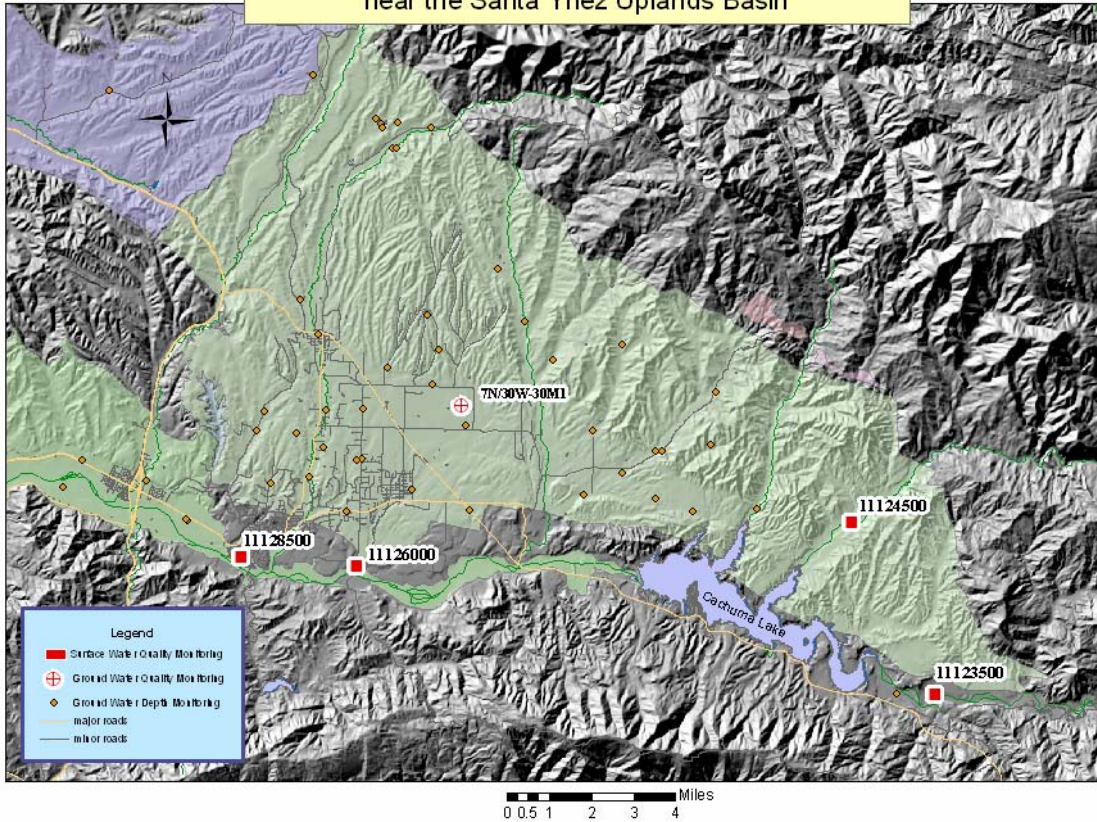 near the Santa Ynez Uplands Basin
N
7N/30W-30M1
11124500
11128500
11126000
Cachuma Lake
11123500
Legend
Surface Water Quality Monitoring
Ground Water Quality Monitoring
Ground Water Depth Monitoring
major roads
minor roads
Miles
0 0.5 1 2 3 4